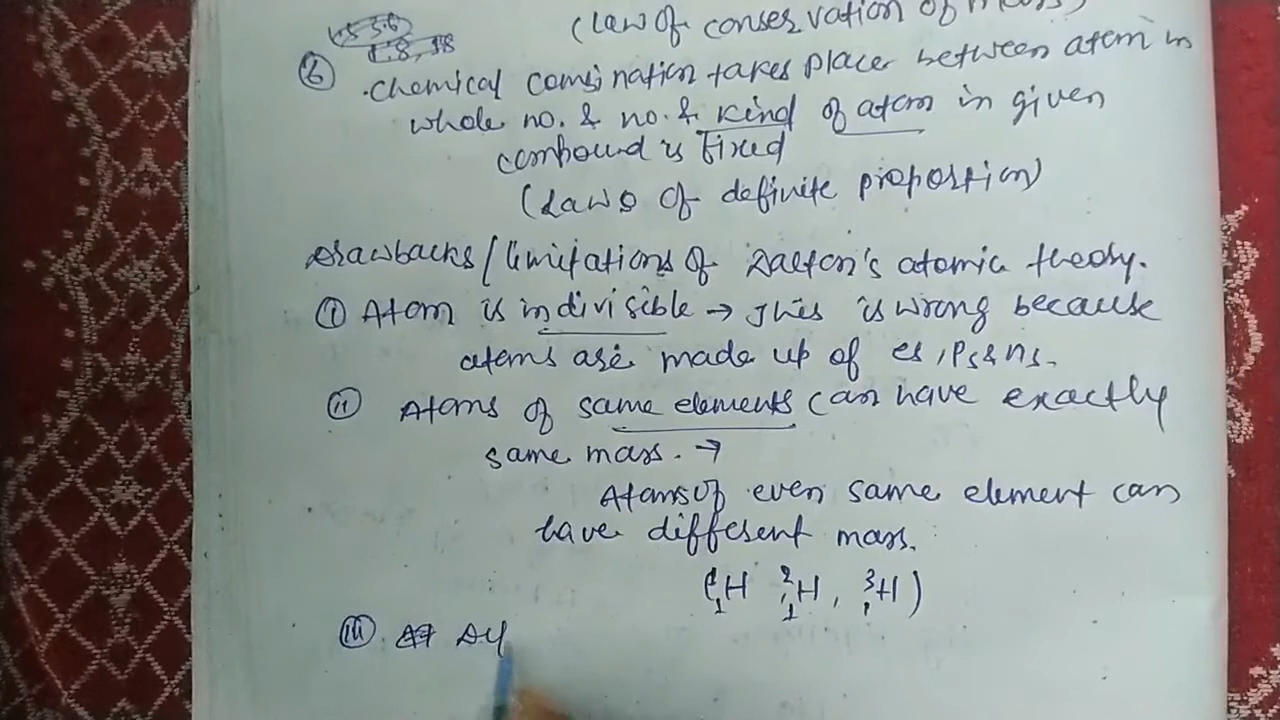 (Law of conservation of mass)
⑥ Chemical combination takes place between atom in
whole no. & no. & kind of atom in given
compound is fixed
(Laws of definite proportion)
Drawbacks/limitations of Dalton's atomic theory.
① Atom is indivisible → This is wrong because
atoms are made up of es, Ps & ns.
② Atoms of same elements can have exactly
same mass. →
Atoms of even same element can
have different mass.
(¹₁H, ²₁H, ³₁H)
ⅲ